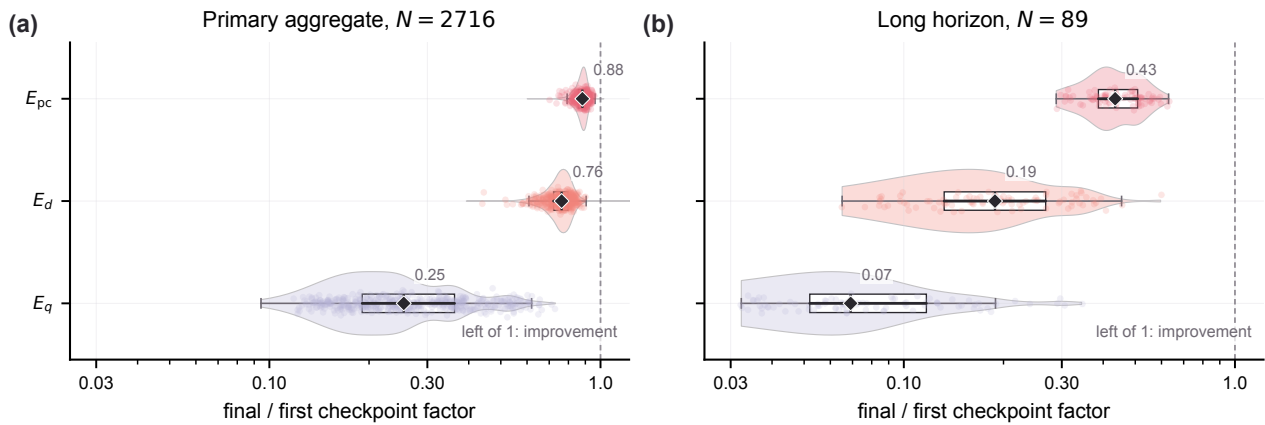 (a) Primary aggregate, N = 2716
E_pc
0.88
E_d
0.76
E_q
0.25
left of 1: improvement
0.03 0.10 0.30 1.0
final / first checkpoint factor
(b) Long horizon, N = 89
0.43
0.19
0.07
left of 1: improvement
0.03 0.10 0.30 1.0
final / first checkpoint factor